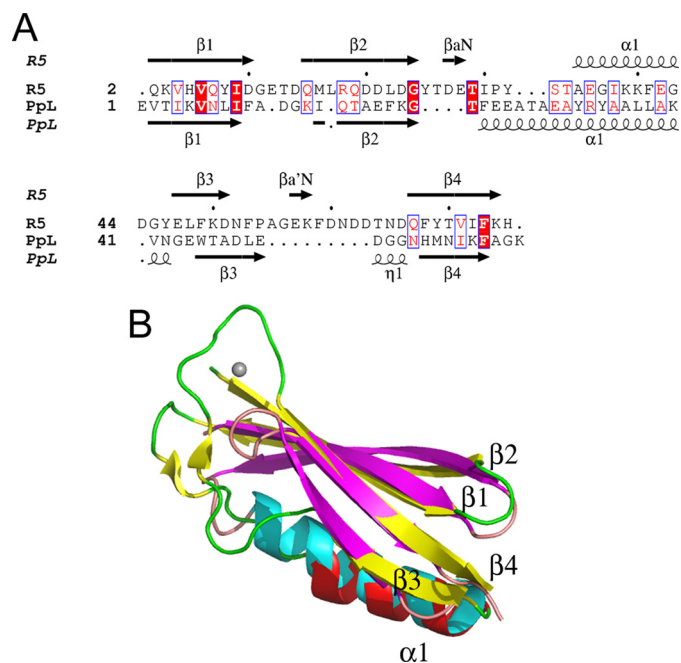 A
R5 β1 β2 βaN α1
R5 2 .QKVHVQYIDGETDQMLRQDDLDGYTDETIPY...STAEGIKKFEG
PpL 1 EVTIKVNLIFA.DGKI.QTAEFKG....TFEEATAEAYRYAALLAK
PpL β1 β2 α1
R5 β3 βa'N β4
R5 44 DGYELFKDNFPAGEKFDNDDTNDQFYTVIFKH.
PpL 41 .VNGEWTADLE.........DGGNHMNIKFAGK
PpL β3 η1 β4
B
β2
β1
β4
β3
α1